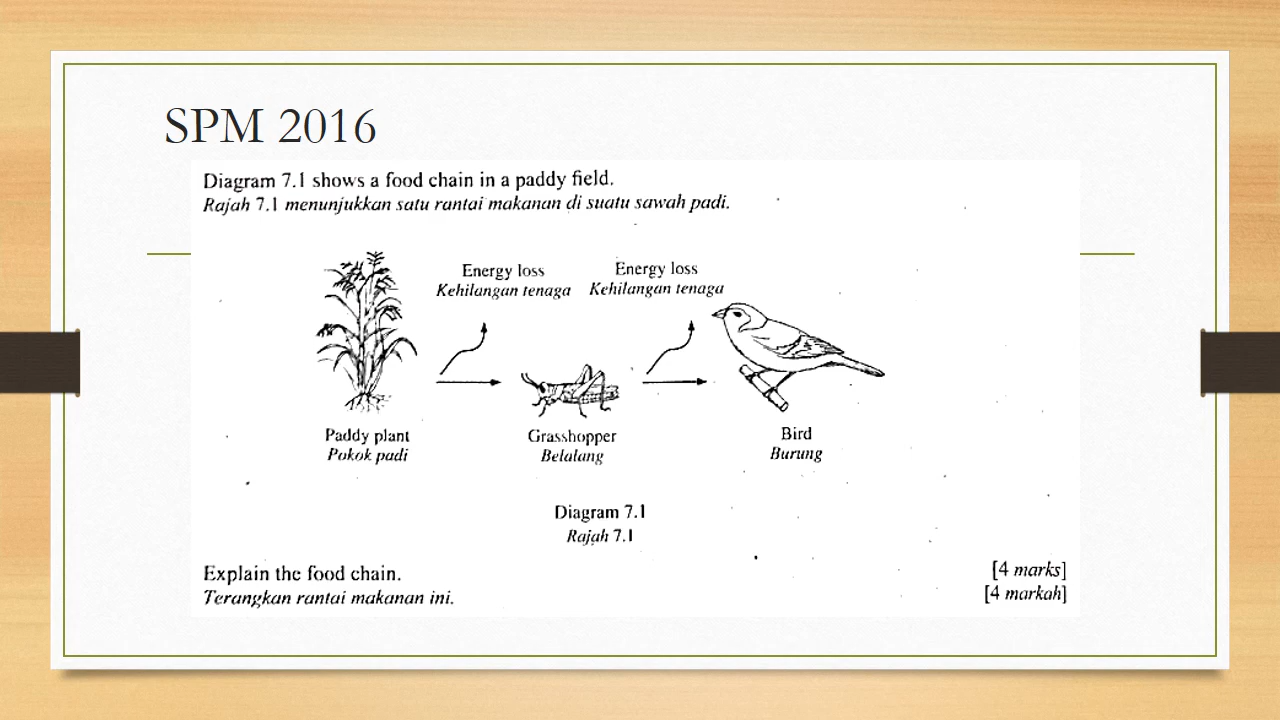 SPM 2016
Diagram 7.1 shows a food chain in a paddy field.
Rajah 7.1 menunjukkan satu rantai makanan di suatu sawah padi.
Energy loss
Kehilangan tenaga
Energy loss
Kehilangan tenaga
Paddy plant
Pokok padi
Grasshopper
Belalang
Bird
Burung
Diagram 7.1
Rajah 7.1
Explain the food chain. [4 marks]
Terangkan rantai makanan ini. [4 markah]